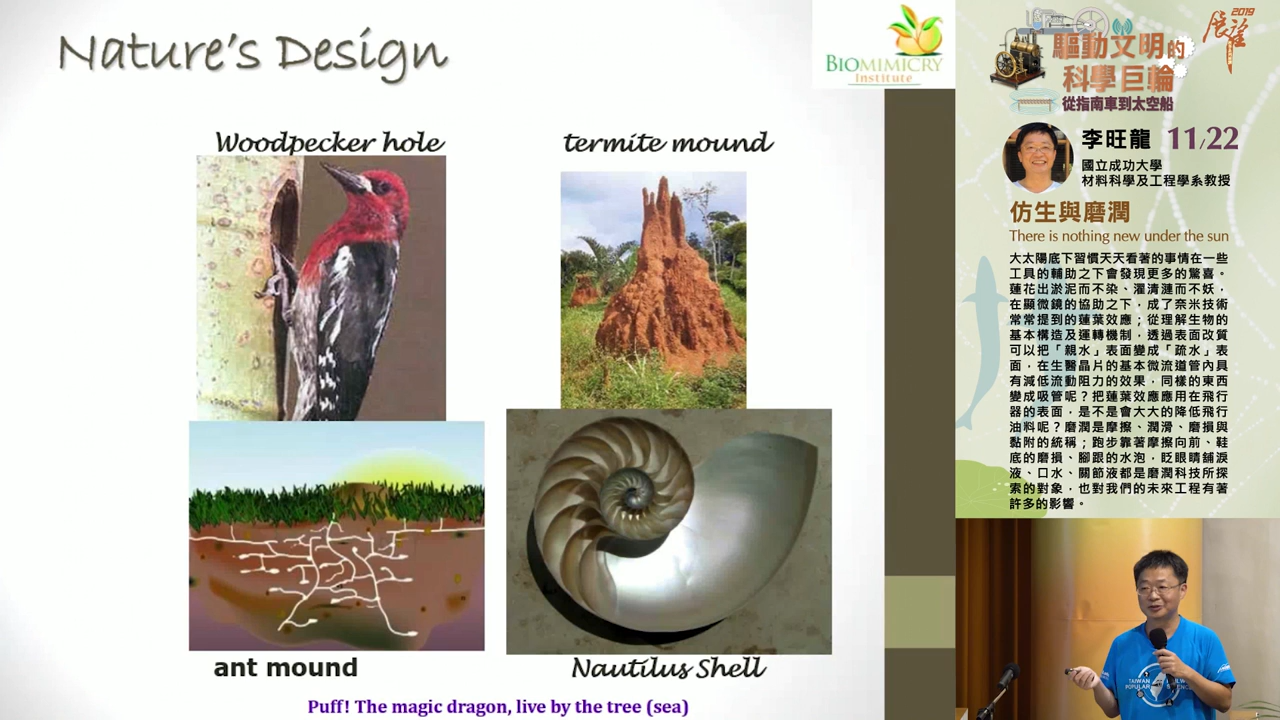 Nature's Design
BIOMIMICRY
Institute
Woodpecker hole
termite mound
ant mound
Nautilus Shell
Puff! The magic dragon, live by the tree (sea)
2019
展望
驅動文明的
科學巨輪
從指南車到太空船
李旺龍 11/22
國立成功大學
材料科學及工程學系教授
仿生與磨潤
There is nothing new under the sun
大太陽底下習慣天天看著的事情在一些
工具的輔助之下會發現更多的驚喜。
蓮花出淤泥而不染、濯清漣而不妖，
在顯微鏡的協助之下，成了奈米技術
常常提到的蓮葉效應；從理解生物的
基本構造及運轉機制，透過表面改質
可以把「親水」表面變成「疏水」表
面，在生醫晶片的基本微流道管內具
有減低流動阻力的效果，同樣的東西
變成吸管呢？把蓮葉效應應用在飛行
器的表面，是不是會大大的降低飛行
油料呢？磨潤是摩擦、潤滑、磨損與
黏附的統稱；跑步靠著摩擦向前、鞋
底的磨損、腳跟的水泡，眨眼睛舖淚
液、口水、關節液都是磨潤科技所探
索的對象，也對我們的未來工程有著
許多的影響。
TAIWAN
POPULAR